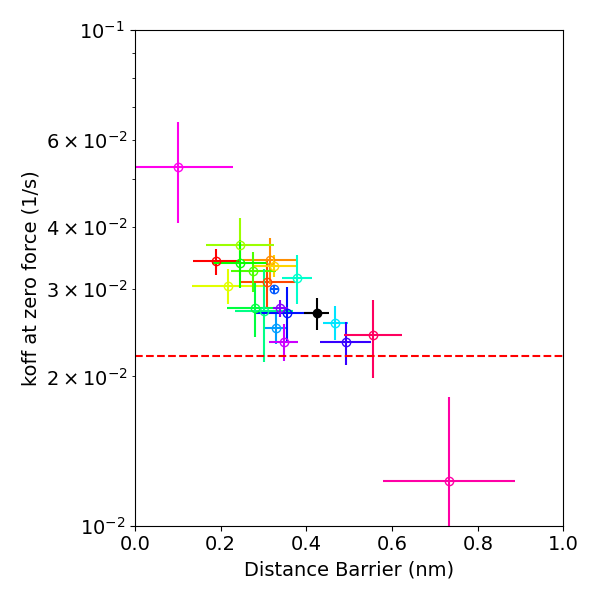 10⁻¹
6 × 10⁻²
4 × 10⁻²
3 × 10⁻²
2 × 10⁻²
10⁻²
koff at zero force (1/s)
0.0 0.2 0.4 0.6 0.8 1.0
Distance Barrier (nm)